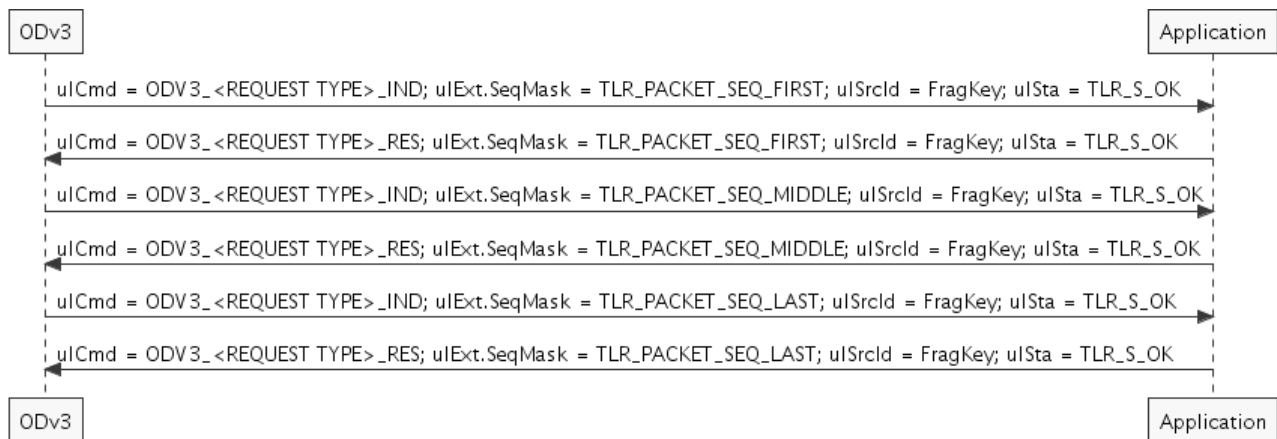 ODv3 Application
ulCmd = ODV3_<REQUEST TYPE>_IND; ulExt.SeqMask = TLR_PACKET_SEQ_FIRST; ulSrcId = FragKey; ulSta = TLR_S_OK
ulCmd = ODV3_<REQUEST TYPE>_RES; ulExt.SeqMask = TLR_PACKET_SEQ_FIRST; ulSrcId = FragKey; ulSta = TLR_S_OK
ulCmd = ODV3_<REQUEST TYPE>_IND; ulExt.SeqMask = TLR_PACKET_SEQ_MIDDLE; ulSrcId = FragKey; ulSta = TLR_S_OK
ulCmd = ODV3_<REQUEST TYPE>_RES; ulExt.SeqMask = TLR_PACKET_SEQ_MIDDLE; ulSrcId = FragKey; ulSta = TLR_S_OK
ulCmd = ODV3_<REQUEST TYPE>_IND; ulExt.SeqMask = TLR_PACKET_SEQ_LAST; ulSrcId = FragKey; ulSta = TLR_S_OK
ulCmd = ODV3_<REQUEST TYPE>_RES; ulExt.SeqMask = TLR_PACKET_SEQ_LAST; ulSrcId = FragKey; ulSta = TLR_S_OK
ODv3 Application